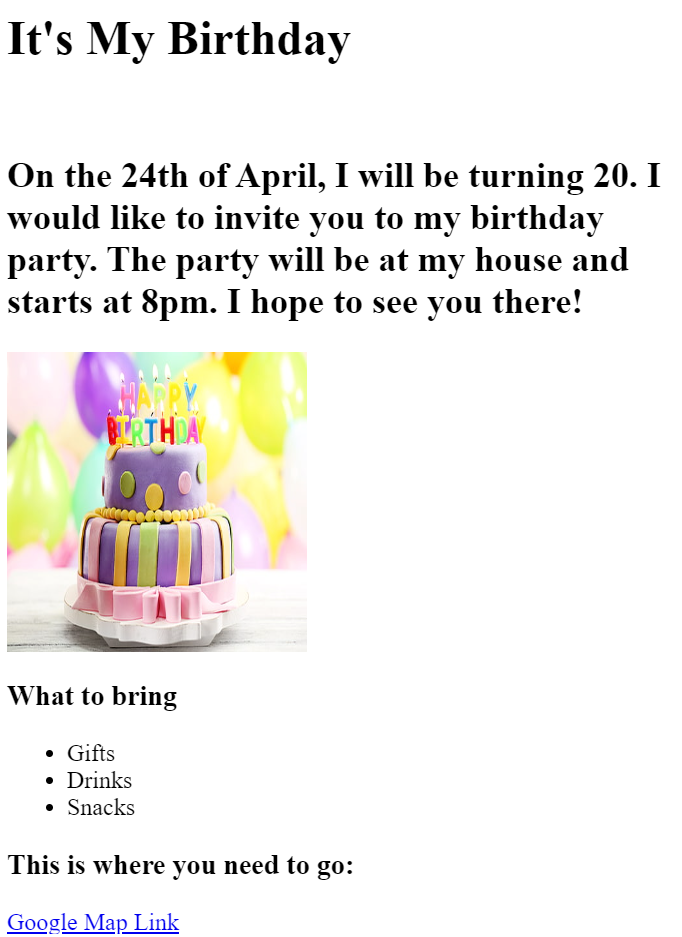 It's My Birthday
On the 24th of April, I will be turning 20. I
would like to invite you to my birthday
party. The party will be at my house and
starts at 8pm. I hope to see you there!
HAPPY
BIRTHDAY
What to bring
• Gifts
• Drinks
• Snacks
This is where you need to go:
Google Map Link